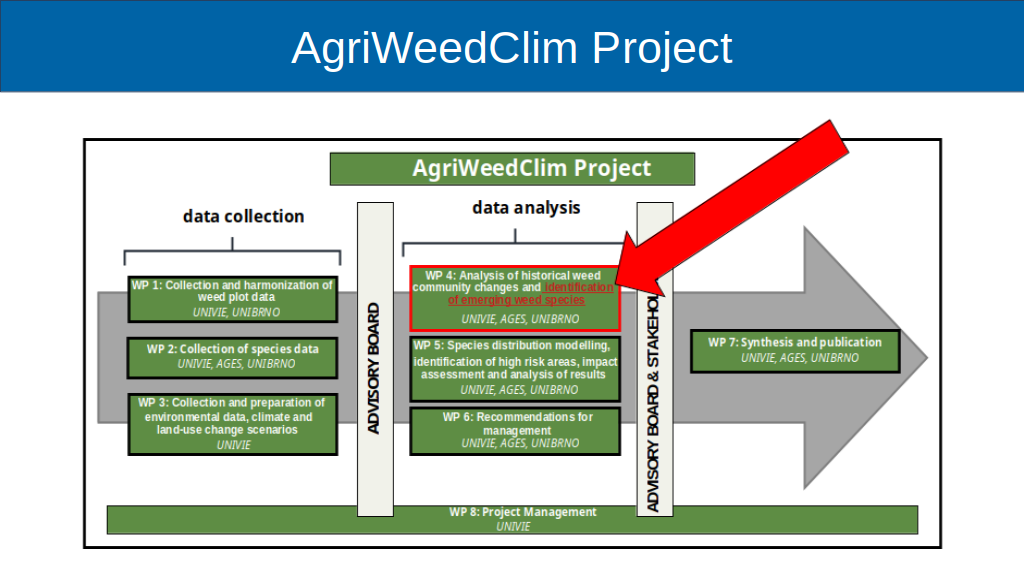 AgriWeedClim Project
AgriWeedClim Project
data collection
data analysis
WP 1: Collection and harmonization of
weed plot data
UNIVIE, UNIBRNO
WP 2: Collection of species data
UNIVIE, AGES, UNIBRNO
WP 3: Collection and preparation of
environmental data, climate and
land-use change scenarios
UNIVIE
ADVISORY BOARD
WP 4: Analysis of historical weed
community changes and identification
of emerging weed species
UNIVIE, AGES, UNIBRNO
WP 5: Species distribution modelling,
identification of high risk areas, impact
assessment and analysis of results
UNIVIE, AGES, UNIBRNO
WP 6: Recommendations for
management
UNIVIE, AGES, UNIBRNO
ADVISORY BOARD & 
WP 7: Synthesis and publication
UNIVIE, AGES, UNIBRNO
WP 8: Project Management
UNIVIE